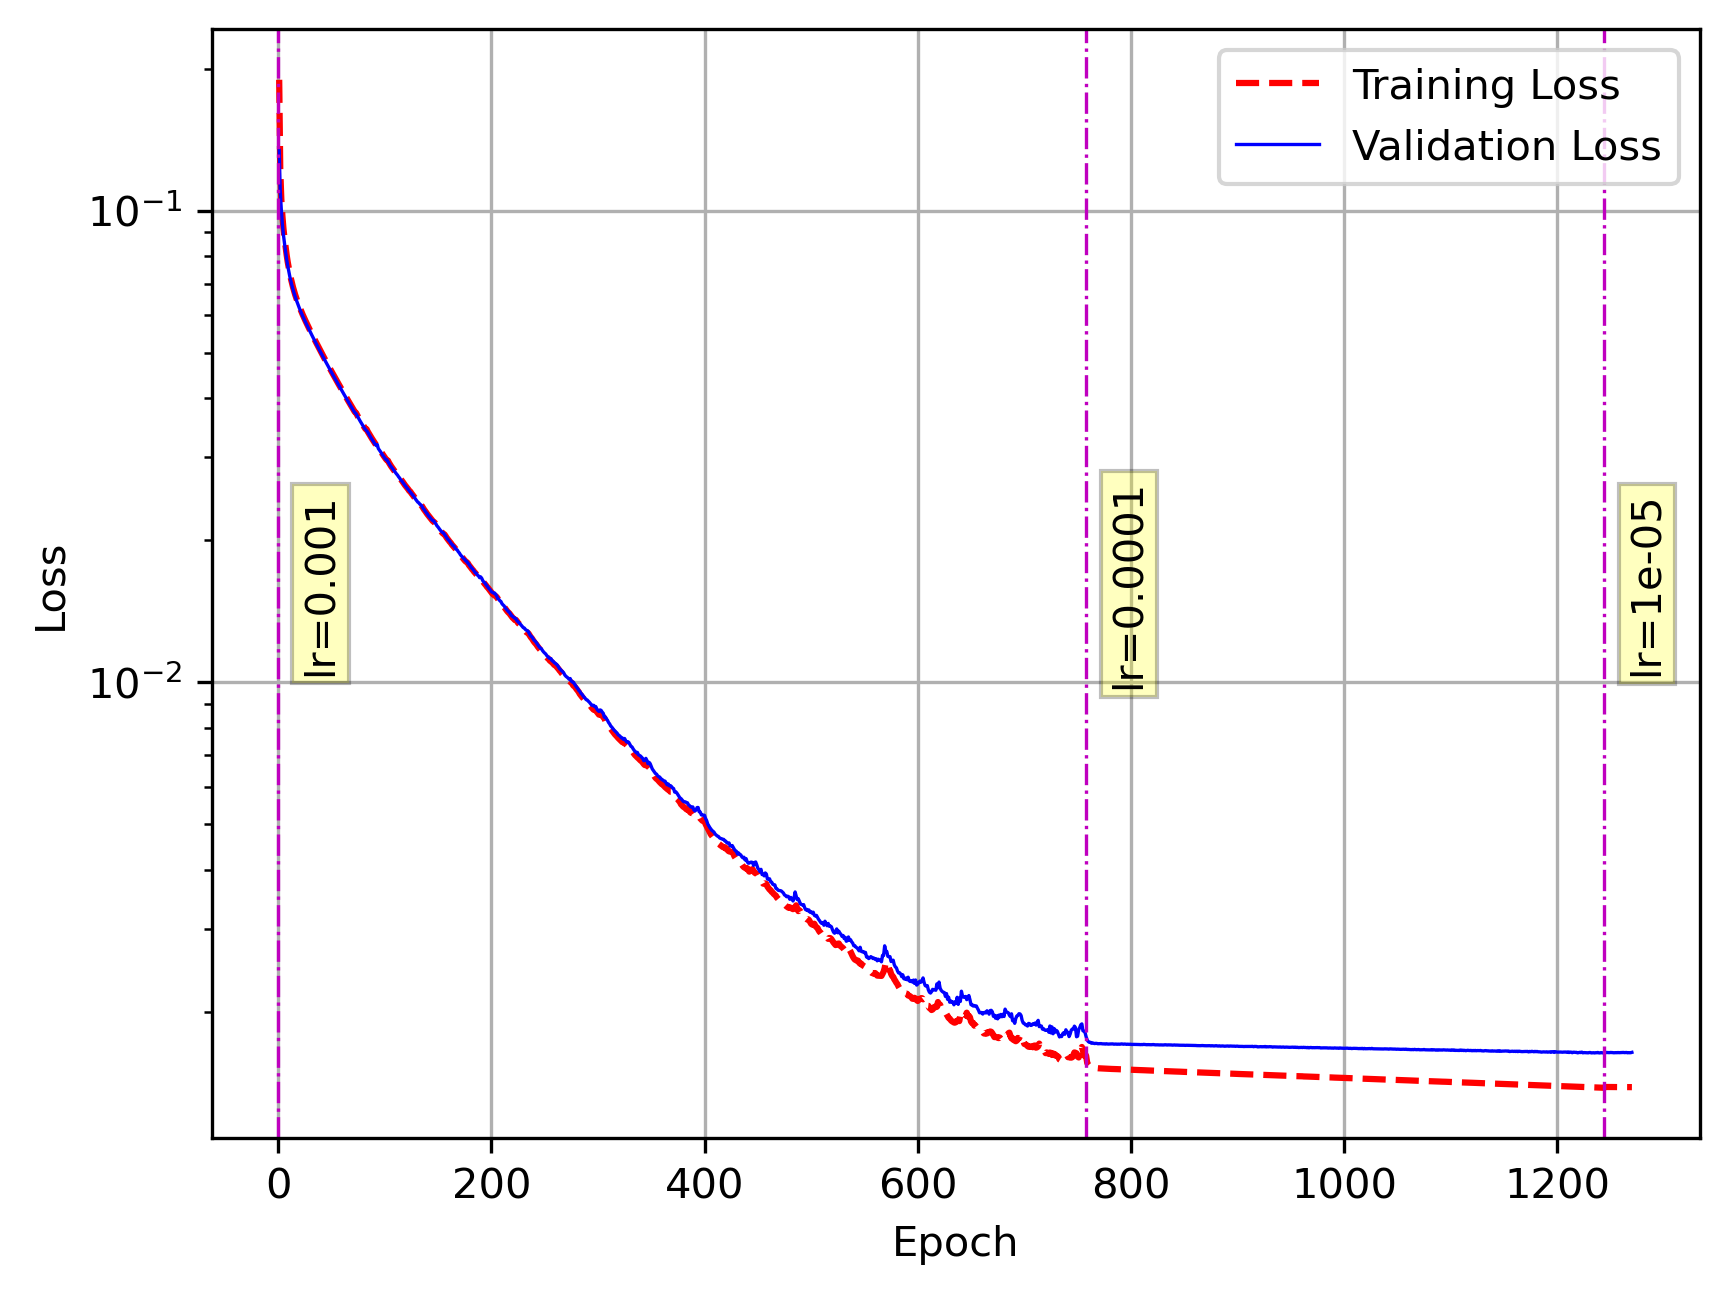 Training Loss
Validation Loss
10⁻¹
10⁻²
Loss
lr=0.001
lr=0.0001
lr=1e-05
0 200 400 600 800 1000 1200
Epoch